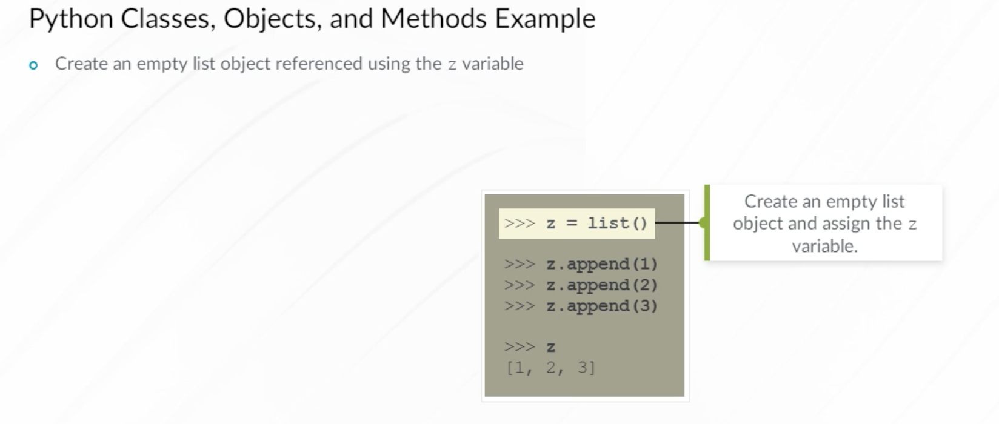 Python Classes, Objects, and Methods Example
Create an empty list object referenced using the z variable
>>> z = list()
Create an empty list
object and assign the z
variable.
>>> z.append(1)
>>> z.append(2)
>>> z.append(3)
>>> z
[1, 2, 3]